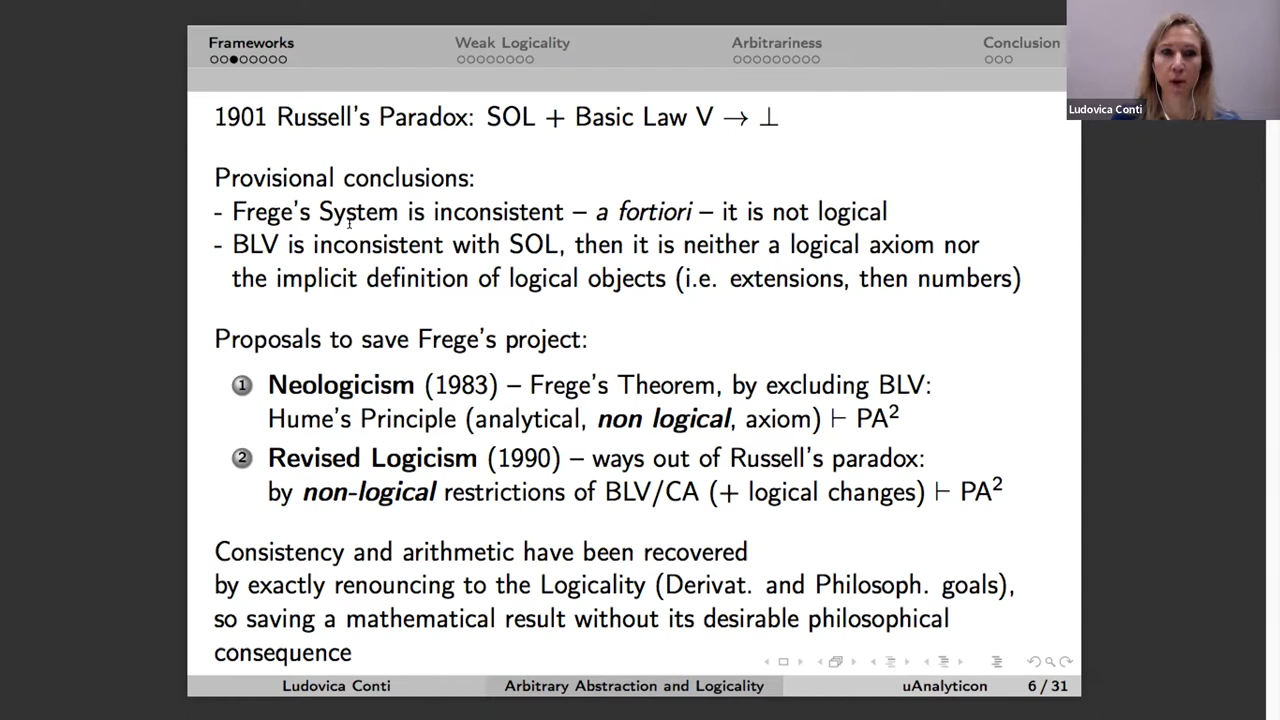 Frameworks Weak Logicality Arbitrariness Conclusion
Ludovica Conti
1901 Russell's Paradox: SOL + Basic Law V → ⊥
Provisional conclusions:
- Frege's System is inconsistent – a fortiori – it is not logical
- BLV is inconsistent with SOL, then it is neither a logical axiom nor
the implicit definition of logical objects (i.e. extensions, then numbers)
Proposals to save Frege's project:
1 Neologicism (1983) – Frege's Theorem, by excluding BLV:
Hume's Principle (analytical, non logical, axiom) ⊢ PA²
2 Revised Logicism (1990) – ways out of Russell's paradox:
by non-logical restrictions of BLV/CA (+ logical changes) ⊢ PA²
Consistency and arithmetic have been recovered
by exactly renouncing to the Logicality (Derivat. and Philosoph. goals),
so saving a mathematical result without its desirable philosophical
consequence
Ludovica Conti Arbitrary Abstraction and Logicality uAnalyticon 6 / 31